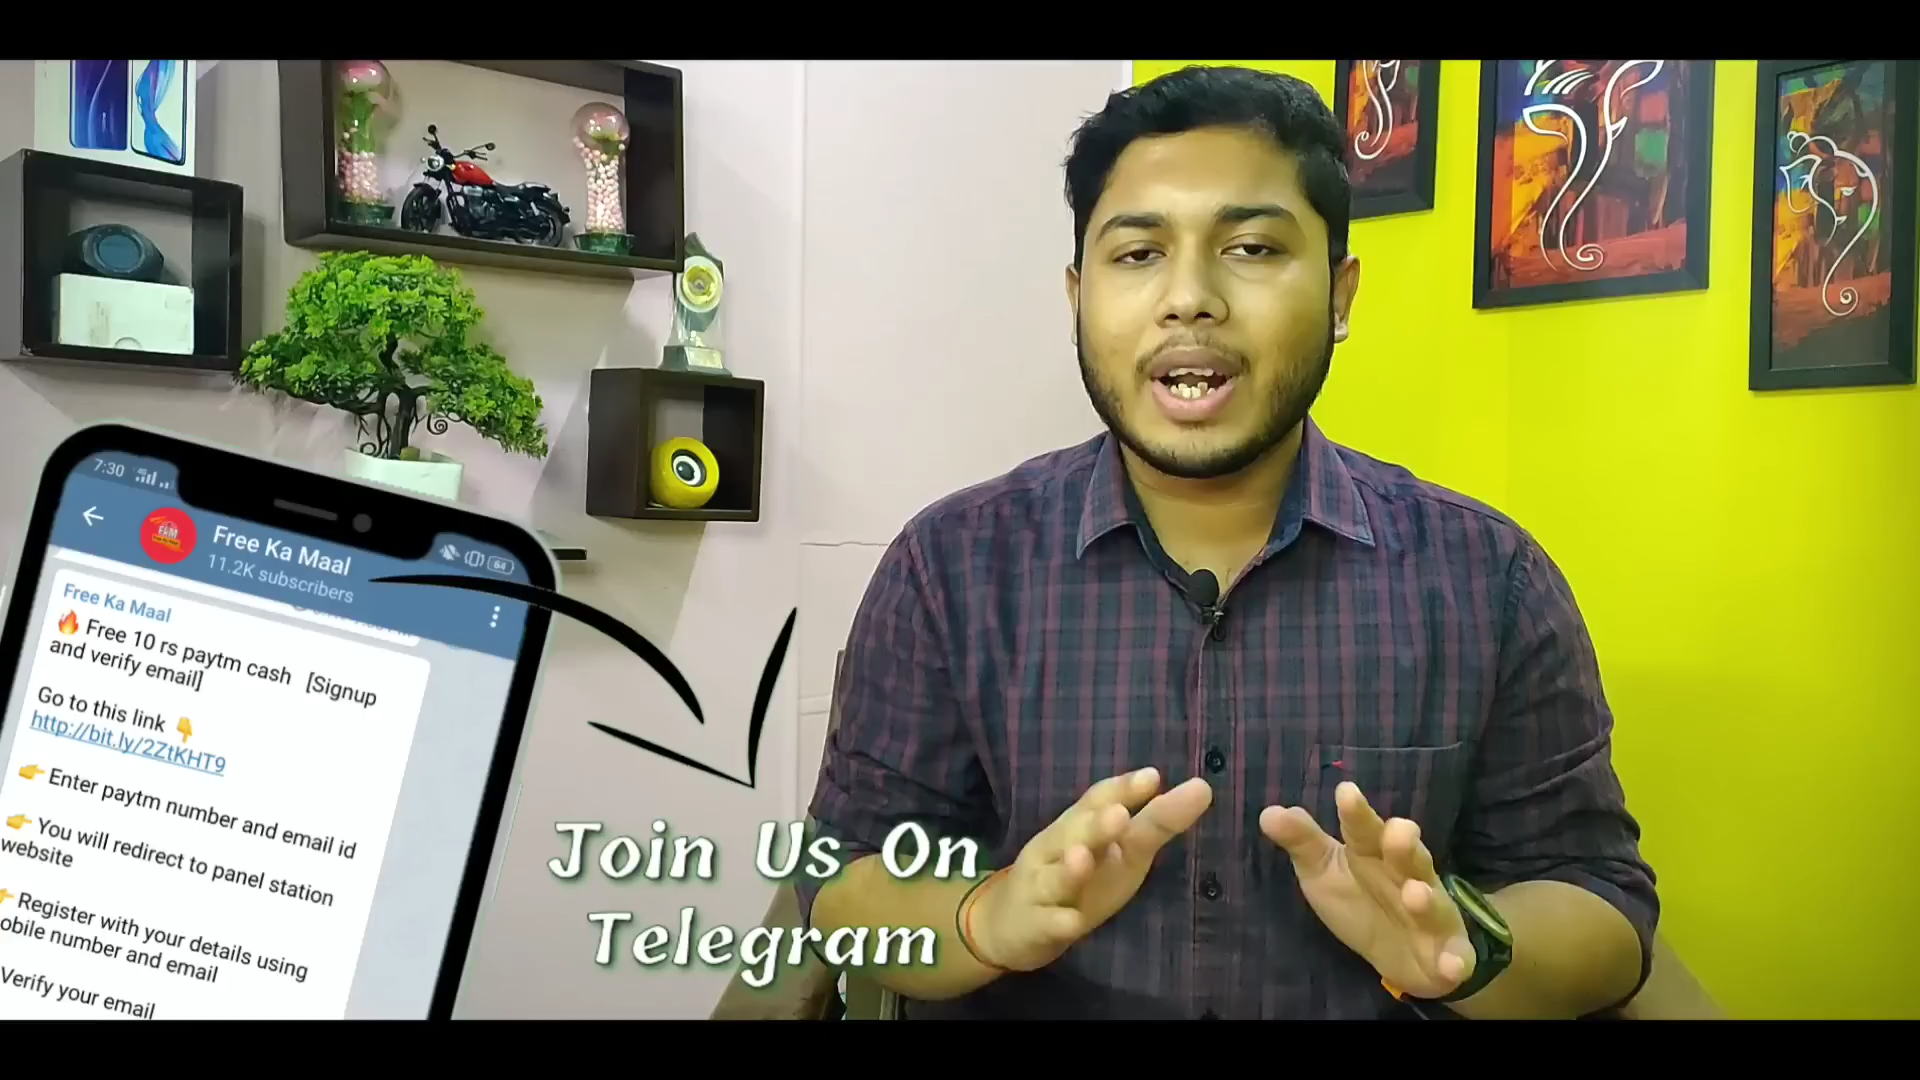 7:30
64
Free Ka Maal
11.2K subscribers
Free Ka Maal
🔥 Free 10 rs paytm cash [Signup
and verify email]
Go to this link 👇
http://bit.ly/2ZtKHT9
👉 Enter paytm number and email id
👉 You will redirect to panel station
website
Register with your details using
obile number and email
Verify your email
Join Us On
Telegram